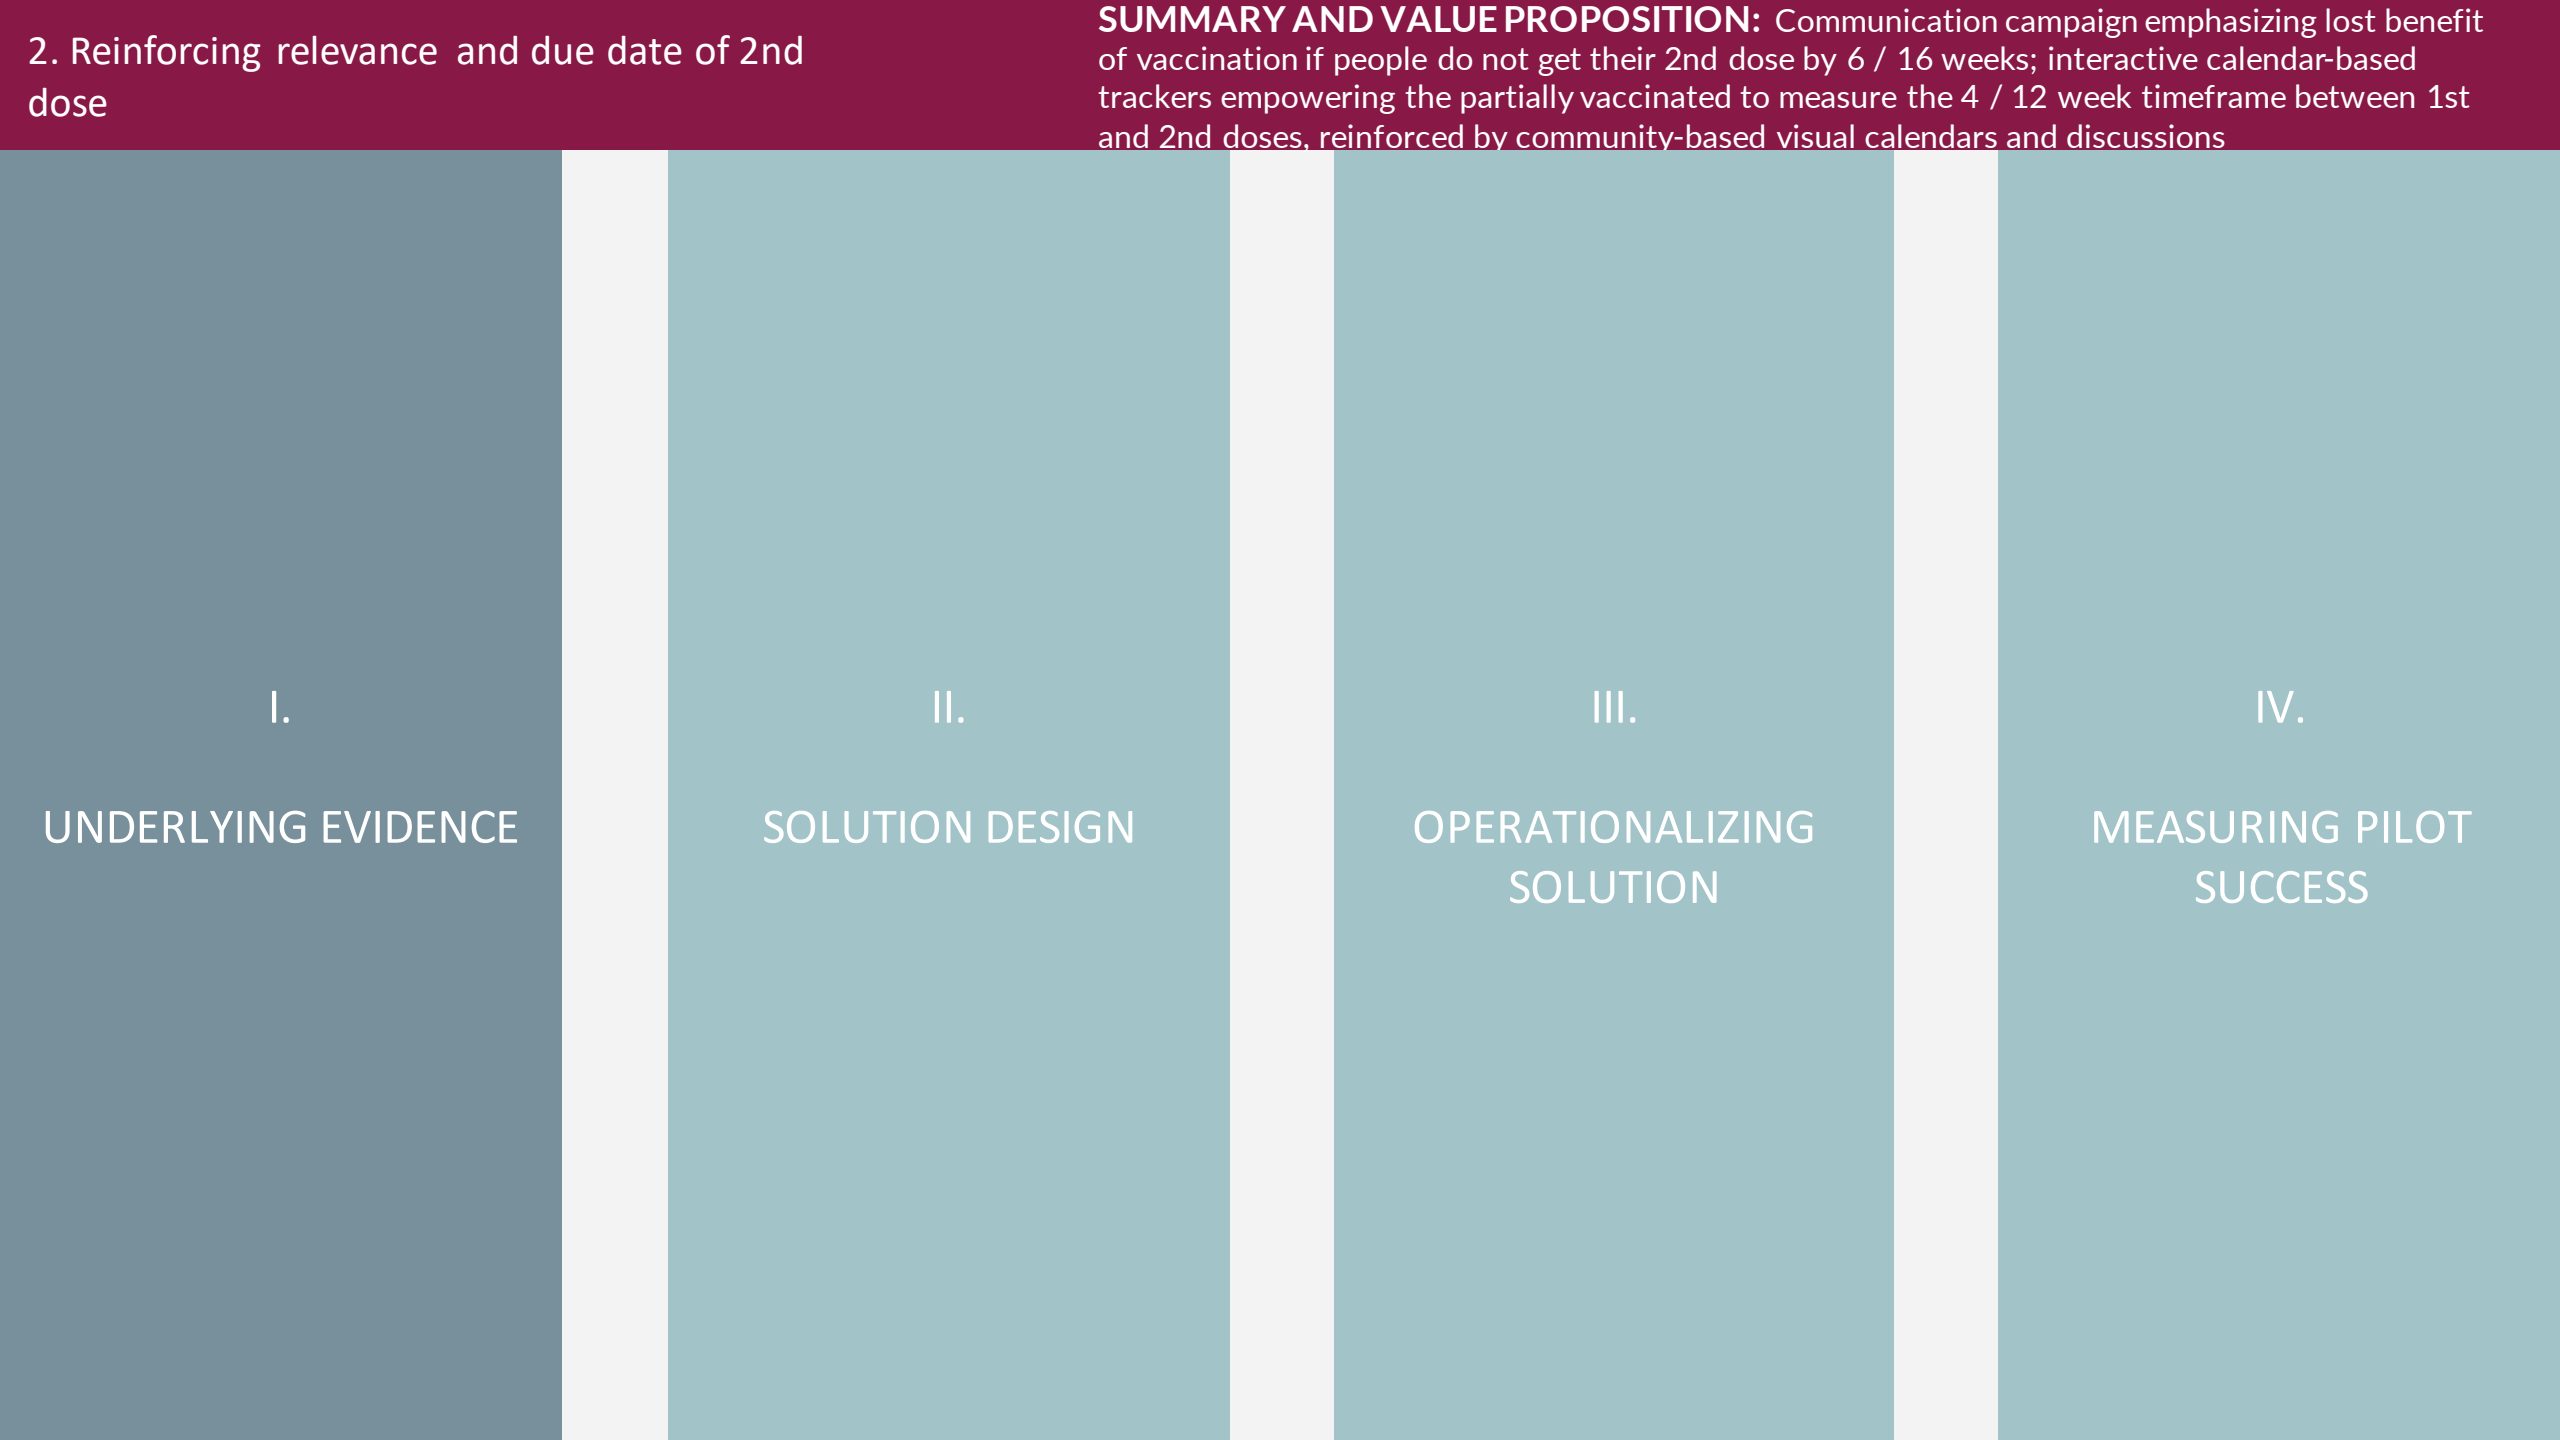 2. Reinforcing relevance and due date of 2nd
dose
SUMMARY AND VALUE PROPOSITION: Communication campaign emphasizing lost benefit
of vaccination if people do not get their 2nd dose by 6 / 16 weeks; interactive calendar-based
trackers empowering the partially vaccinated to measure the 4 / 12 week timeframe between 1st
and 2nd doses, reinforced by community-based visual calendars and discussions
I.
UNDERLYING EVIDENCE
II.
SOLUTION DESIGN
III.
OPERATIONALIZING
SOLUTION
IV.
MEASURING PILOT
SUCCESS